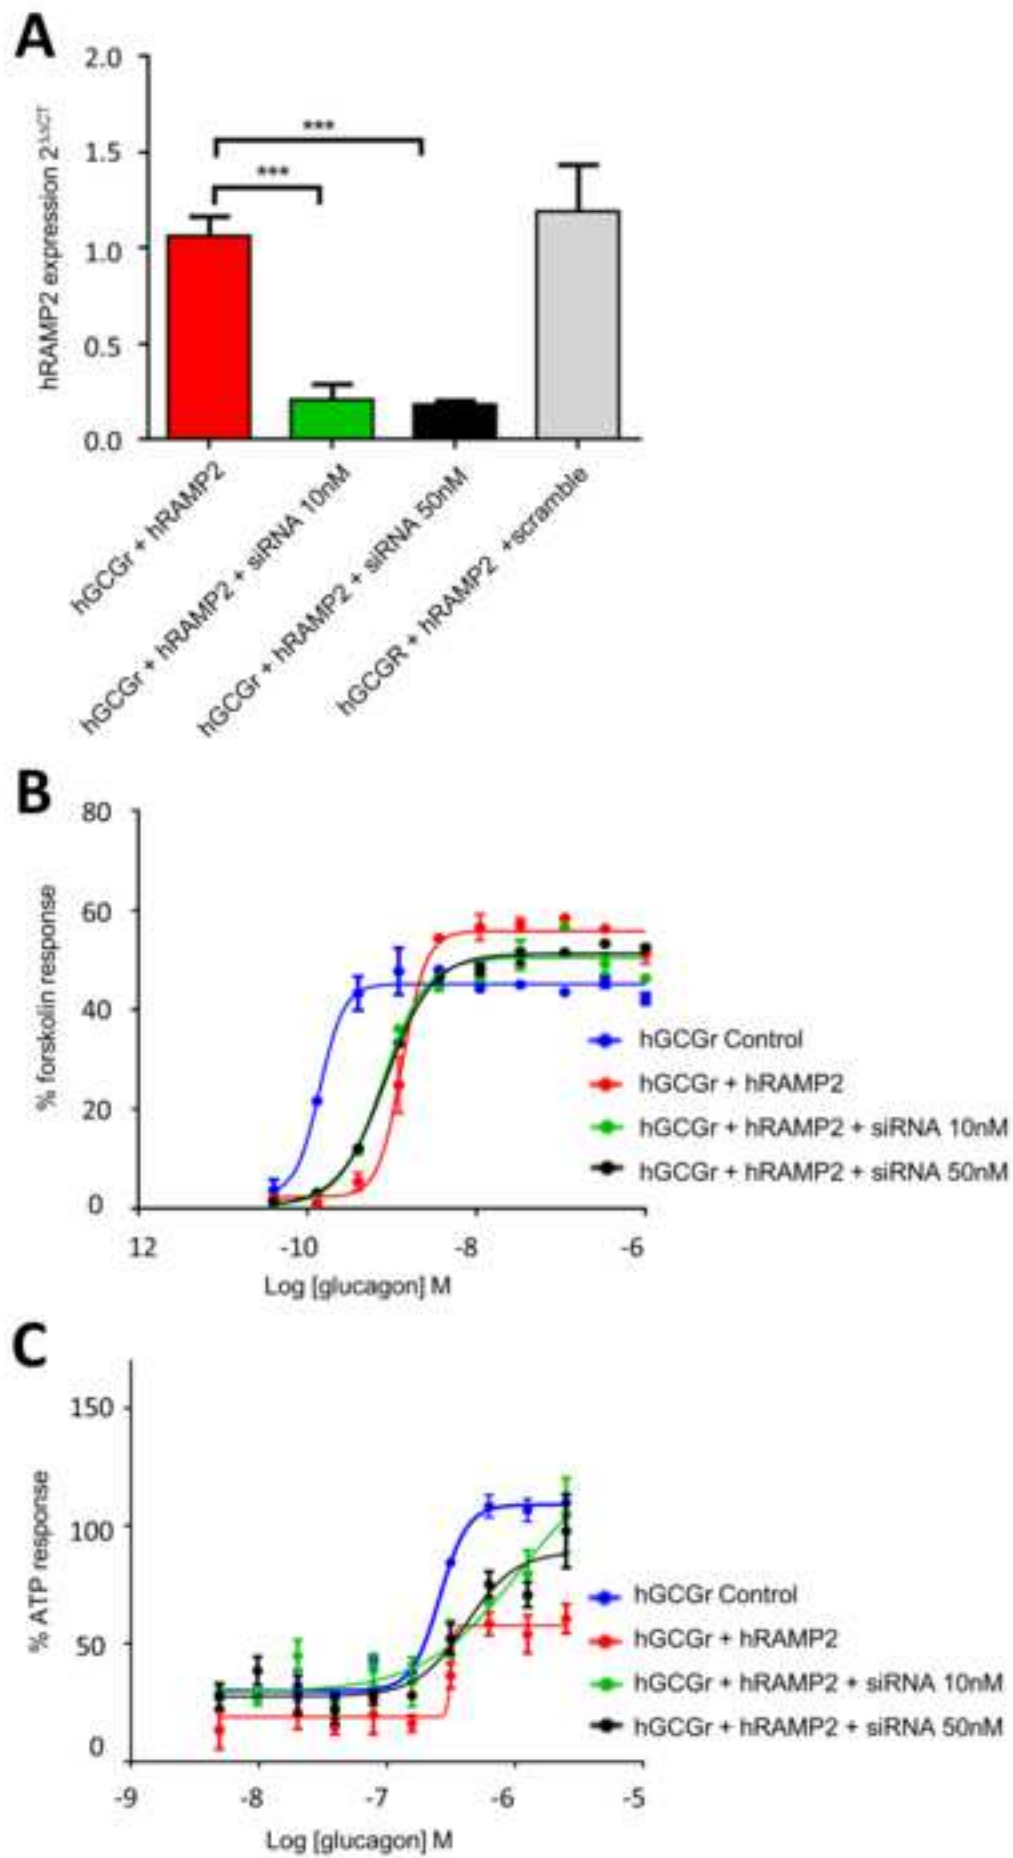 A
2.0
1.5
1.0
0.5
0.0
hRAMP2 expression 2ΔΔCT
***
***
hGCGr + hRAMP2
hGCGr + hRAMP2 + siRNA 10nM
hGCGr + hRAMP2 + siRNA 50nM
hGCGR + hRAMP2 +scramble
B
80
60
40
20
0
% forskolin response
12 -10 -8 -6
Log [glucagon] M
hGCGr Control
hGCGr + hRAMP2
hGCGr + hRAMP2 + siRNA 10nM
hGCGr + hRAMP2 + siRNA 50nM
C
150
100
50
0
% ATP response
-9 -8 -7 -6 -5
Log [glucagon] M
hGCGr Control
hGCGr + hRAMP2
hGCGr + hRAMP2 + siRNA 10nM
hGCGr + hRAMP2 + siRNA 50nM